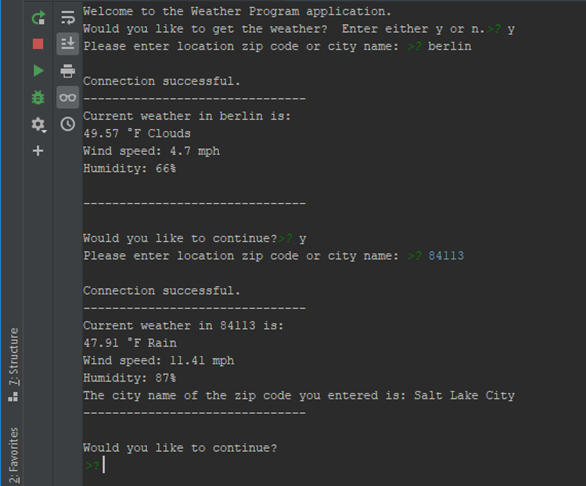 Welcome to the Weather Program application.
Would you like to get the weather?  Enter either y or n.>? y
Please enter location zip code or city name: >? berlin
Connection successful.
------------------------------
Current weather in berlin is:
49.57 °F Clouds
Wind speed: 4.7 mph
Humidity: 66%
------------------------------
Would you like to continue?>? y
Please enter location zip code or city name: >? 84113
Connection successful.
------------------------------
Current weather in 84113 is:
47.91 °F Rain
Wind speed: 11.41 mph
Humidity: 87%
The city name of the zip code you entered is: Salt Lake City
------------------------------
Would you like to continue?
>?
7: Structure
2: Favorites